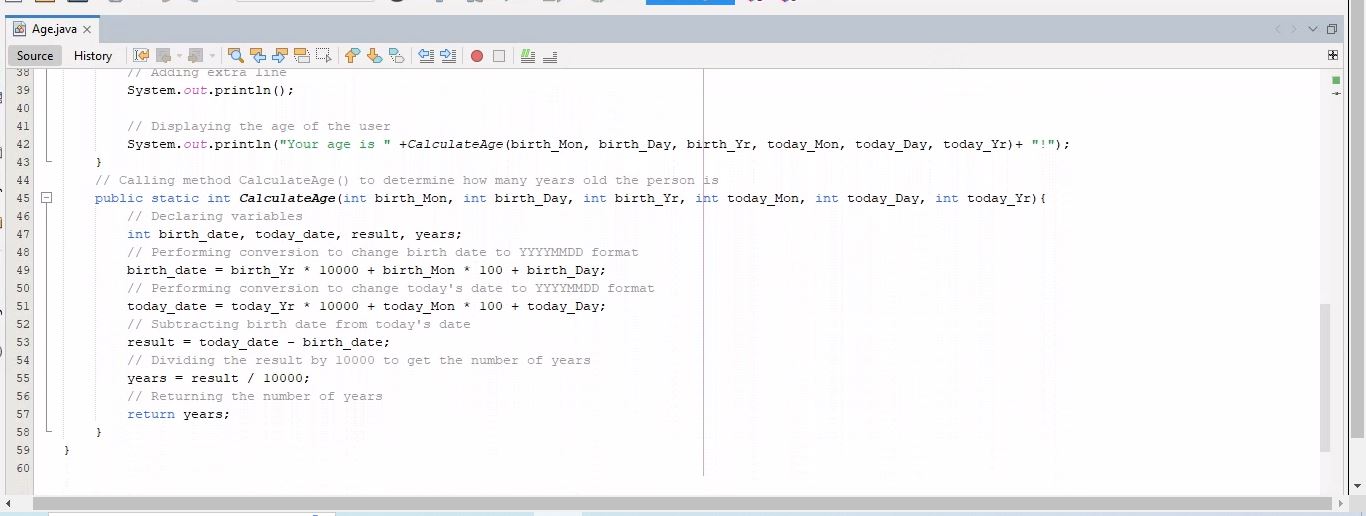 Age.java
Source History
38 // Adding extra line
39 System.out.println();
40
41 // Displaying the age of the user
42 System.out.println("Your age is " +CalculateAge(birth_Mon, birth_Day, birth_Yr, today_Mon, today_Day, today_Yr)+ "!");
43 }
44 // Calling method CalculateAge() to determine how many years old the person is
45 public static int CalculateAge(int birth_Mon, int birth_Day, int birth_Yr, int today_Mon, int today_Day, int today_Yr){
46 // Declaring variables
47 int birth_date, today_date, result, years;
48 // Performing conversion to change birth date to YYYYMMDD format
49 birth_date = birth_Yr * 10000 + birth_Mon * 100 + birth_Day;
50 // Performing conversion to change today's date to YYYYMMDD format
51 today_date = today_Yr * 10000 + today_Mon * 100 + today_Day;
52 // Subtracting birth date from today's date
53 result = today_date - birth_date;
54 // Dividing the result by 10000 to get the number of years
55 years = result / 10000;
56 // Returning the number of years
57 return years;
58 }
59 }
60